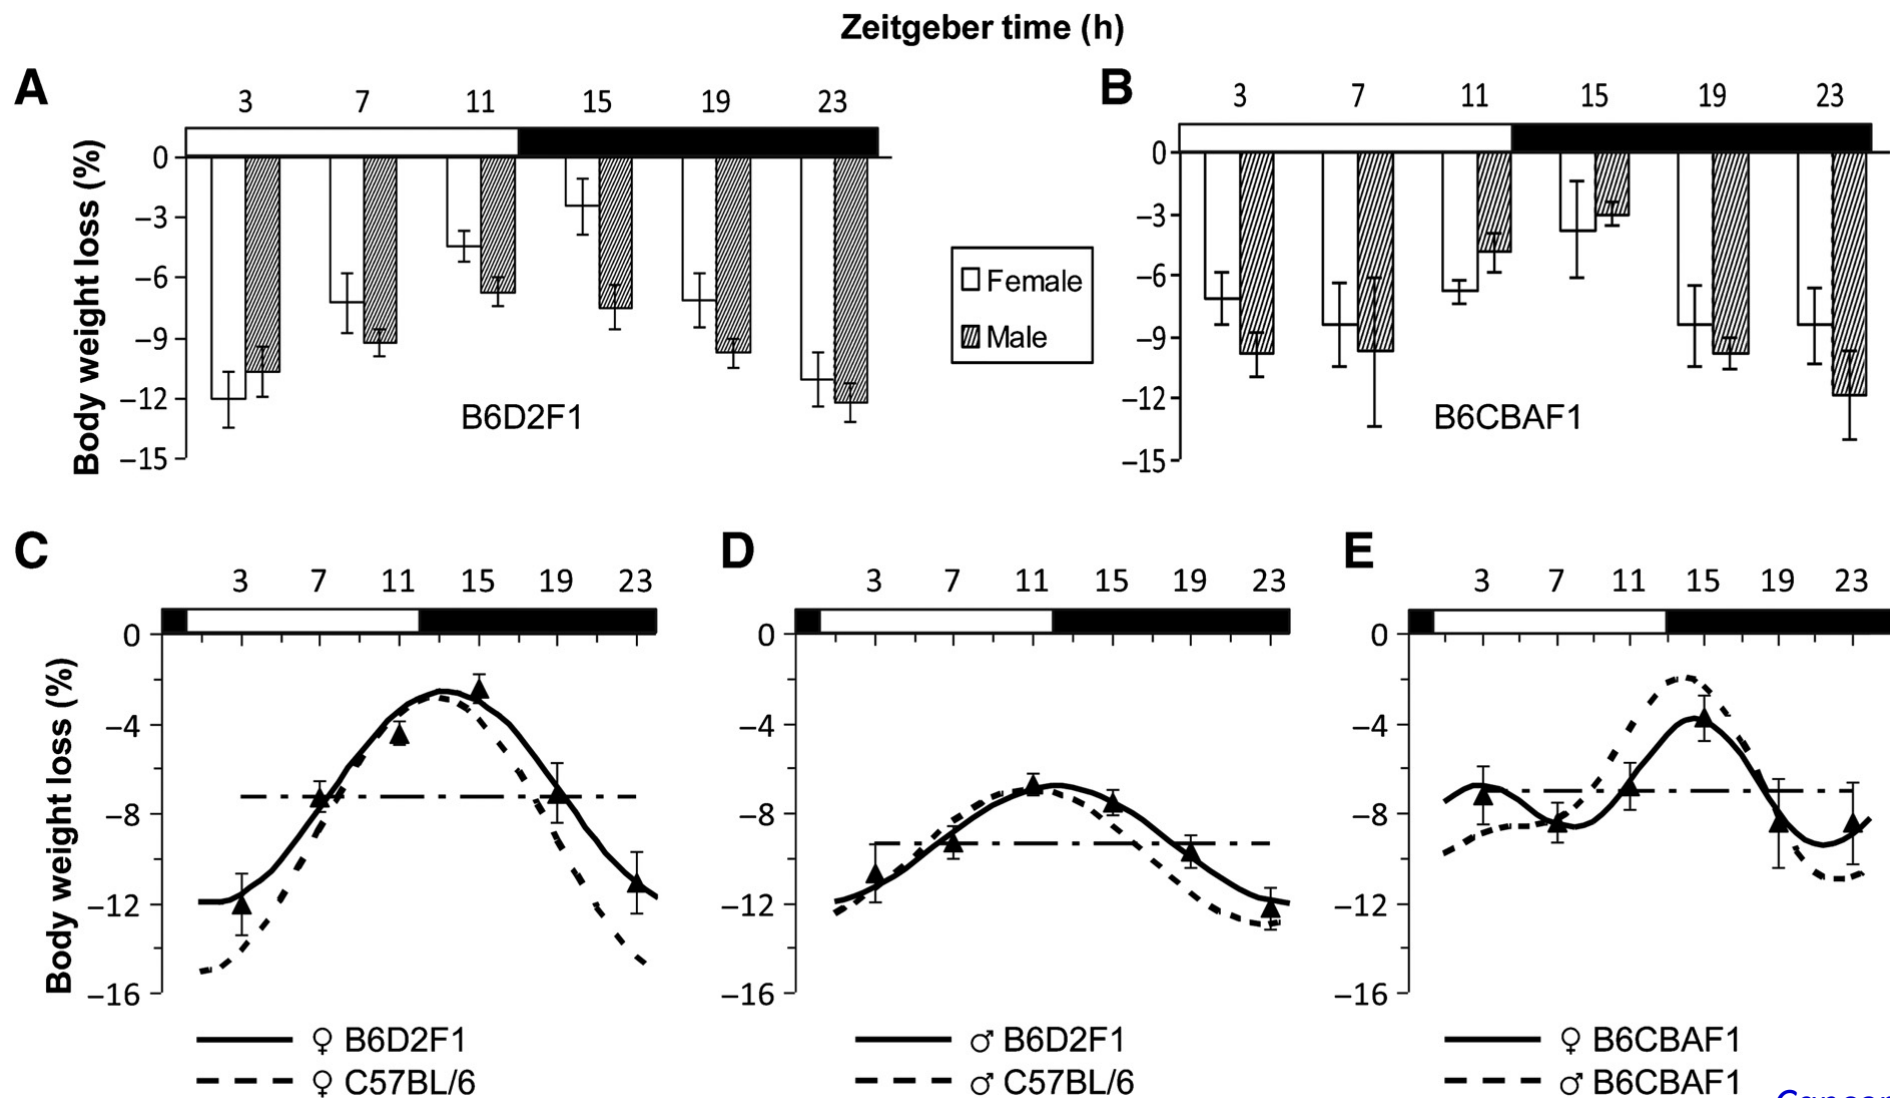 Zeitgeber time (h)
A
3 7 11 15 19 23
Body weight loss (%)
0
–3
–6
–9
–12
–15
B6D2F1
Female
Male
B
3 7 11 15 19 23
0
–3
–6
–9
–12
–15
B6CBAF1
C
3 7 11 15 19 23
Body weight loss (%)
0
–4
–8
–12
–16
♀ B6D2F1
♀ C57BL/6
D
3 7 11 15 19 23
0
–4
–8
–12
–16
♂ B6D2F1
♂ C57BL/6
E
3 7 11 15 19 23
0
–4
–8
–12
–16
♀ B6CBAF1
♂ B6CBAF1